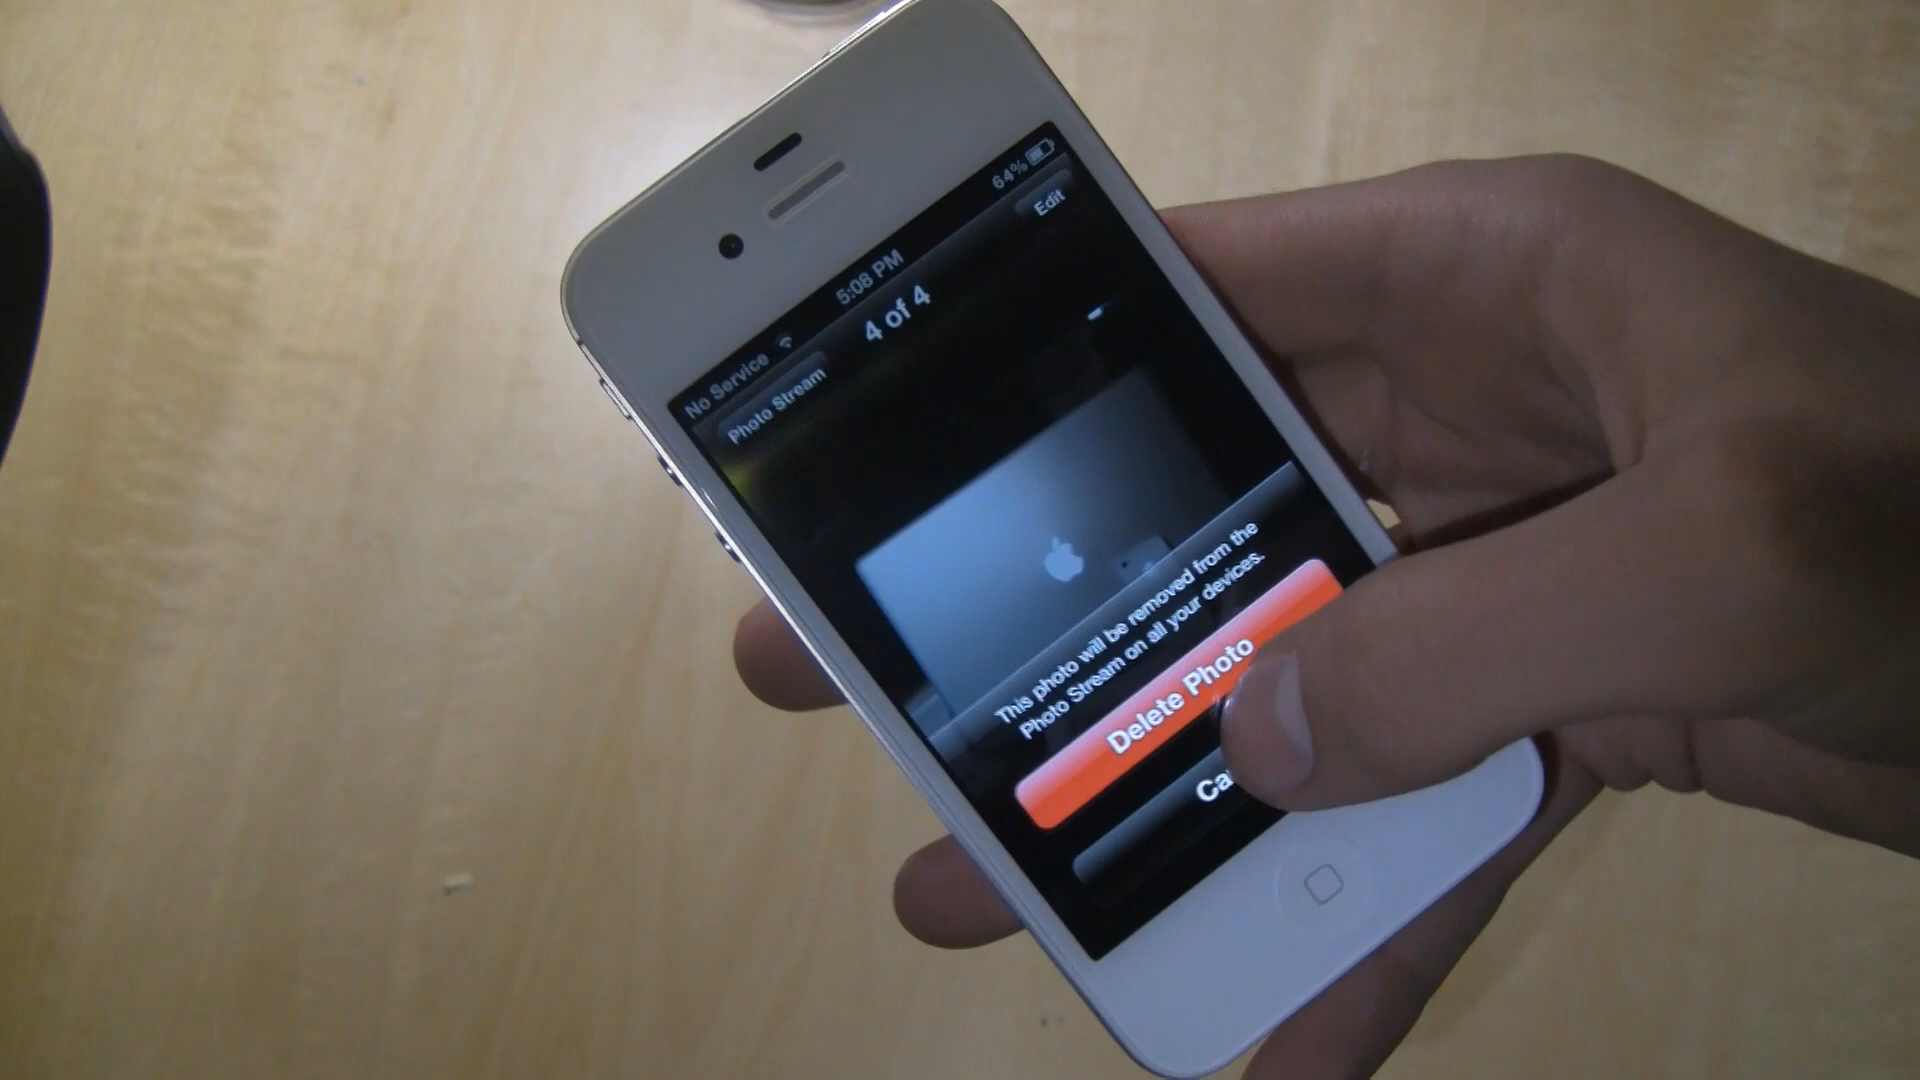 No Service 5:08 PM 64%
Photo Stream 4 of 4 Edit
This photo will be removed from the
Photo Stream on all your devices.
Delete Photo
Ca